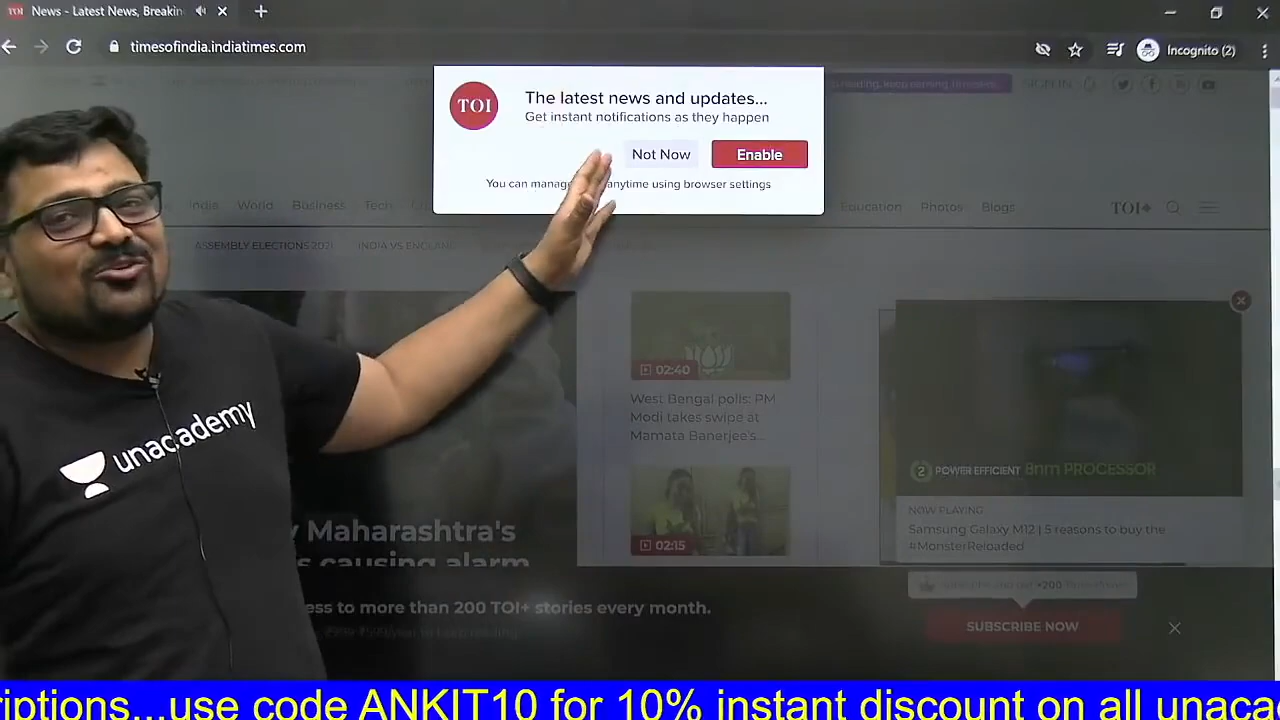 TOI News - Latest News, Breakin
timesofindia.indiatimes.com
Incognito (2)
TOI
The latest news and updates...
Get instant notifications as they happen
Not Now
Enable
You can manage anytime using browser settings
SIGN IN
India World Business Tech
Education Photos Blogs
TOI+
ASSEMBLY ELECTIONS 2021 INDIA VS ENGLAND
02:40
West Bengal polls: PM
Modi takes swipe at
Mamata Banerjee's...
02:15
2 POWER EFFICIENT 8nm PROCESSOR
NOW PLAYING
Samsung Galaxy M12 | 5 reasons to buy the
#MonsterReloaded
Maharashtra's
causing alarm
to more than 200 TOI+ stories every month.
SUBSCRIBE NOW
unacademy
use code ANKIT10 for 10% instant discount on all unaca